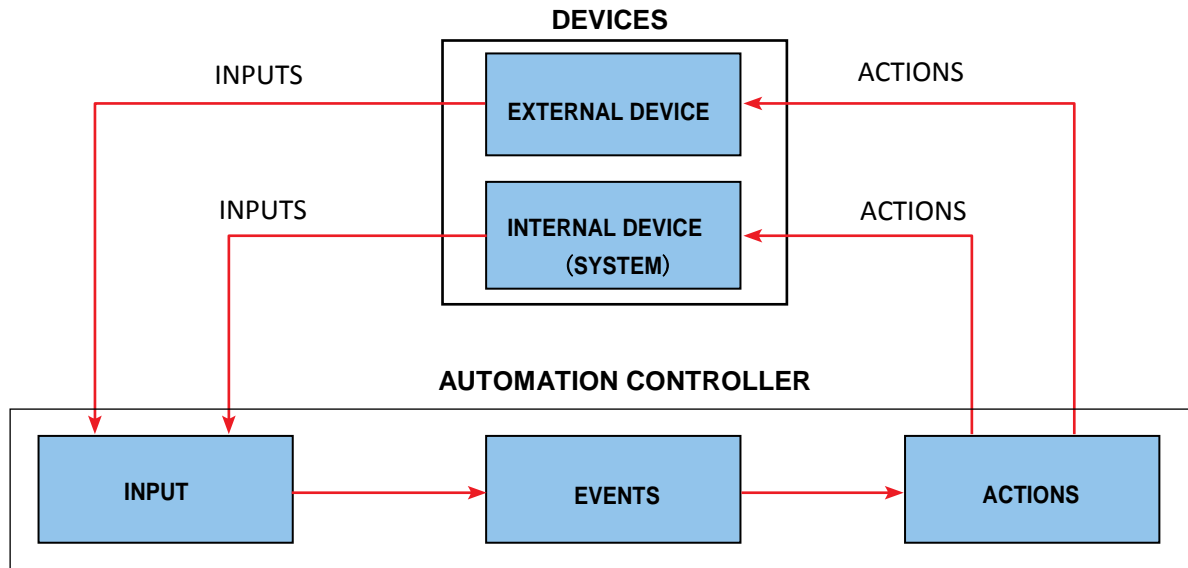 DEVICES
INPUTS
ACTIONS
EXTERNAL DEVICE
INPUTS
ACTIONS
INTERNAL DEVICE
(SYSTEM)
AUTOMATION CONTROLLER
INPUT
EVENTS
ACTIONS